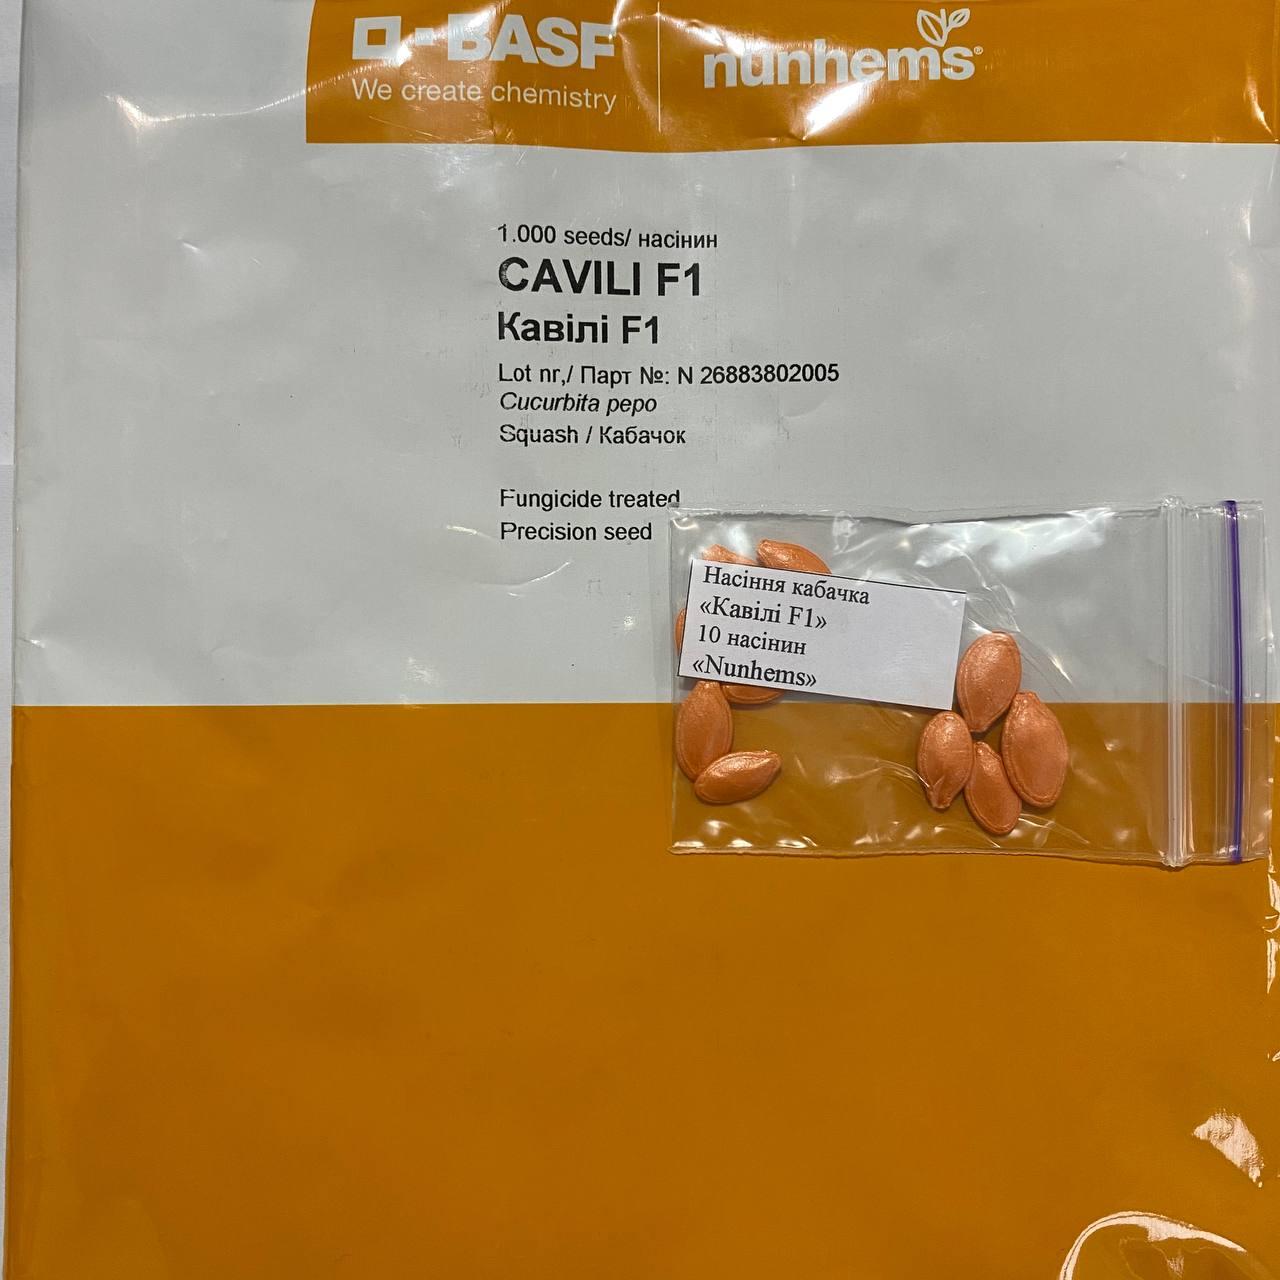 BASF
We create chemistry
nunhems®
1.000 seeds/ насінин
CAVILI F1
Кавілі F1
Lot nr,/ Парт №: N 26883802005
Cucurbita pepo
Squash / Кабачок
Fungicide treated
Precision seed
Насіння кабачка
«Кавілі F1»
10 насінин
«Nunhems»